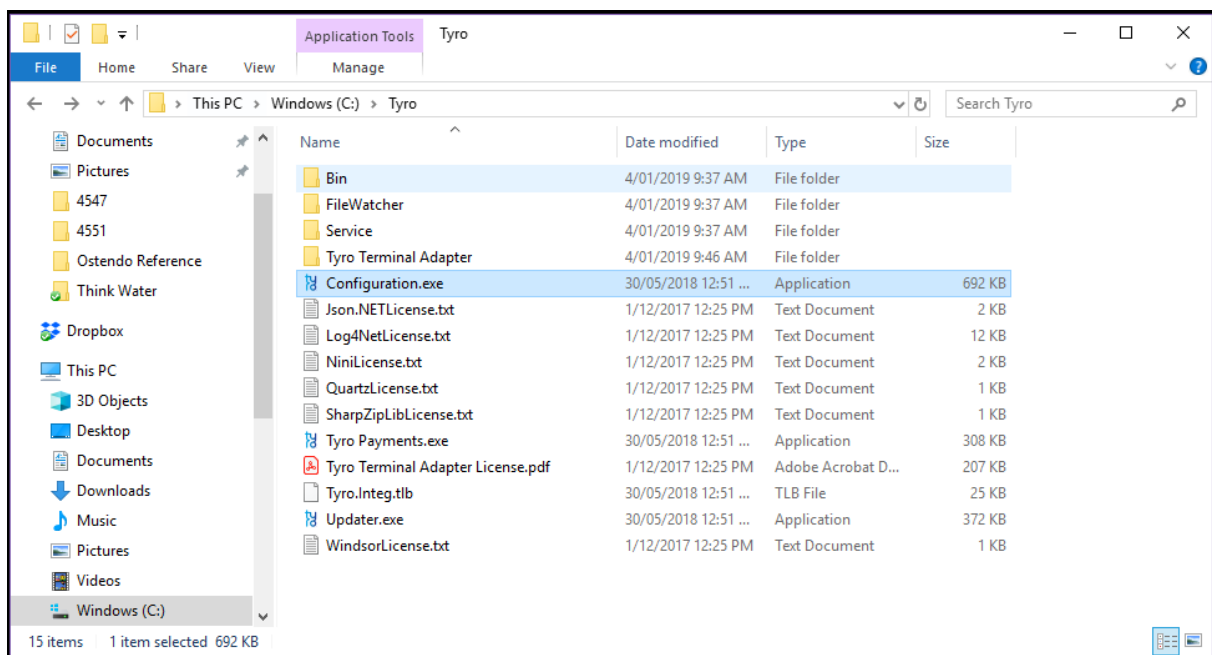 Application Tools Tyro
File Home Share View Manage
This PC > Windows (C:) > Tyro Search Tyro
Name Date modified Type Size
Documents
Pictures
4547
4551
Ostendo Reference
Think Water
Dropbox
This PC
3D Objects
Desktop
Documents
Downloads
Music
Pictures
Videos
Windows (C:)
Bin 4/01/2019 9:37 AM File folder
FileWatcher 4/01/2019 9:37 AM File folder
Service 4/01/2019 9:37 AM File folder
Tyro Terminal Adapter 4/01/2019 9:46 AM File folder
Configuration.exe 30/05/2018 12:51 ... Application 692 KB
Json.NETLicense.txt 1/12/2017 12:25 PM Text Document 2 KB
Log4NetLicense.txt 1/12/2017 12:25 PM Text Document 12 KB
NiniLicense.txt 1/12/2017 12:25 PM Text Document 2 KB
QuartzLicense.txt 1/12/2017 12:25 PM Text Document 1 KB
SharpZipLibLicense.txt 1/12/2017 12:25 PM Text Document 1 KB
Tyro Payments.exe 30/05/2018 12:51 ... Application 308 KB
Tyro Terminal Adapter License.pdf 1/12/2017 12:25 PM Adobe Acrobat D... 207 KB
Tyro.Integ.tlb 30/05/2018 12:51 ... TLB File 25 KB
Updater.exe 30/05/2018 12:51 ... Application 372 KB
WindsorLicense.txt 1/12/2017 12:25 PM Text Document 1 KB
15 items 1 item selected 692 KB